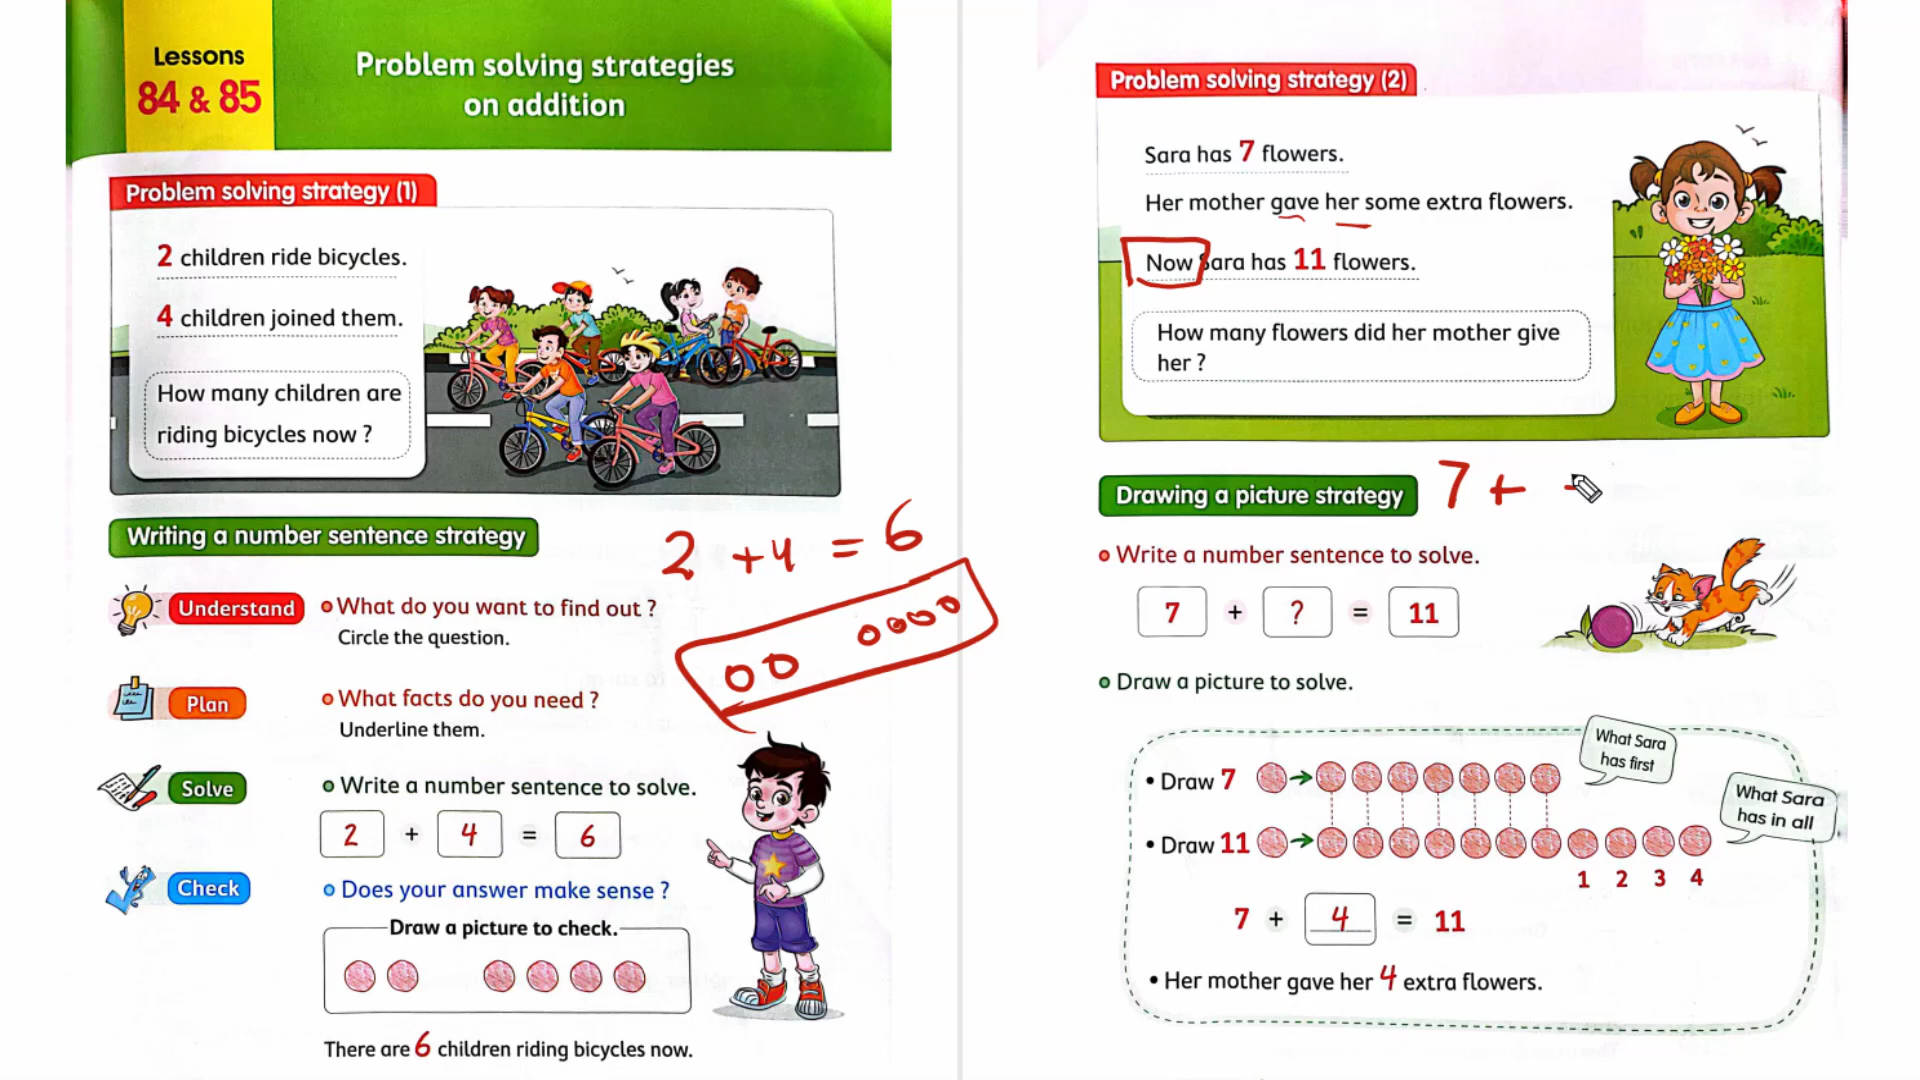 Lessons
84 & 85
Problem solving strategies
on addition
Problem solving strategy (1)
2 children ride bicycles.
4 children joined them.
How many children are
riding bicycles now ?
Writing a number sentence strategy
2 + 4 = 6
Understand
What do you want to find out ?
Circle the question.
Plan
What facts do you need ?
Underline them.
Solve
Write a number sentence to solve.
2 + 4 = 6
Check
Does your answer make sense ?
Draw a picture to check.
There are 6 children riding bicycles now.
Problem solving strategy (2)
Sara has 7 flowers.
Her mother gave her some extra flowers.
Now Sara has 11 flowers.
How many flowers did her mother give
her ?
Drawing a picture strategy
7 +
Write a number sentence to solve.
7 + ? = 11
Draw a picture to solve.
What Sara
has first
• Draw 7
What Sara
has in all
• Draw 11
1 2 3 4
7 + 4 = 11
• Her mother gave her 4 extra flowers.